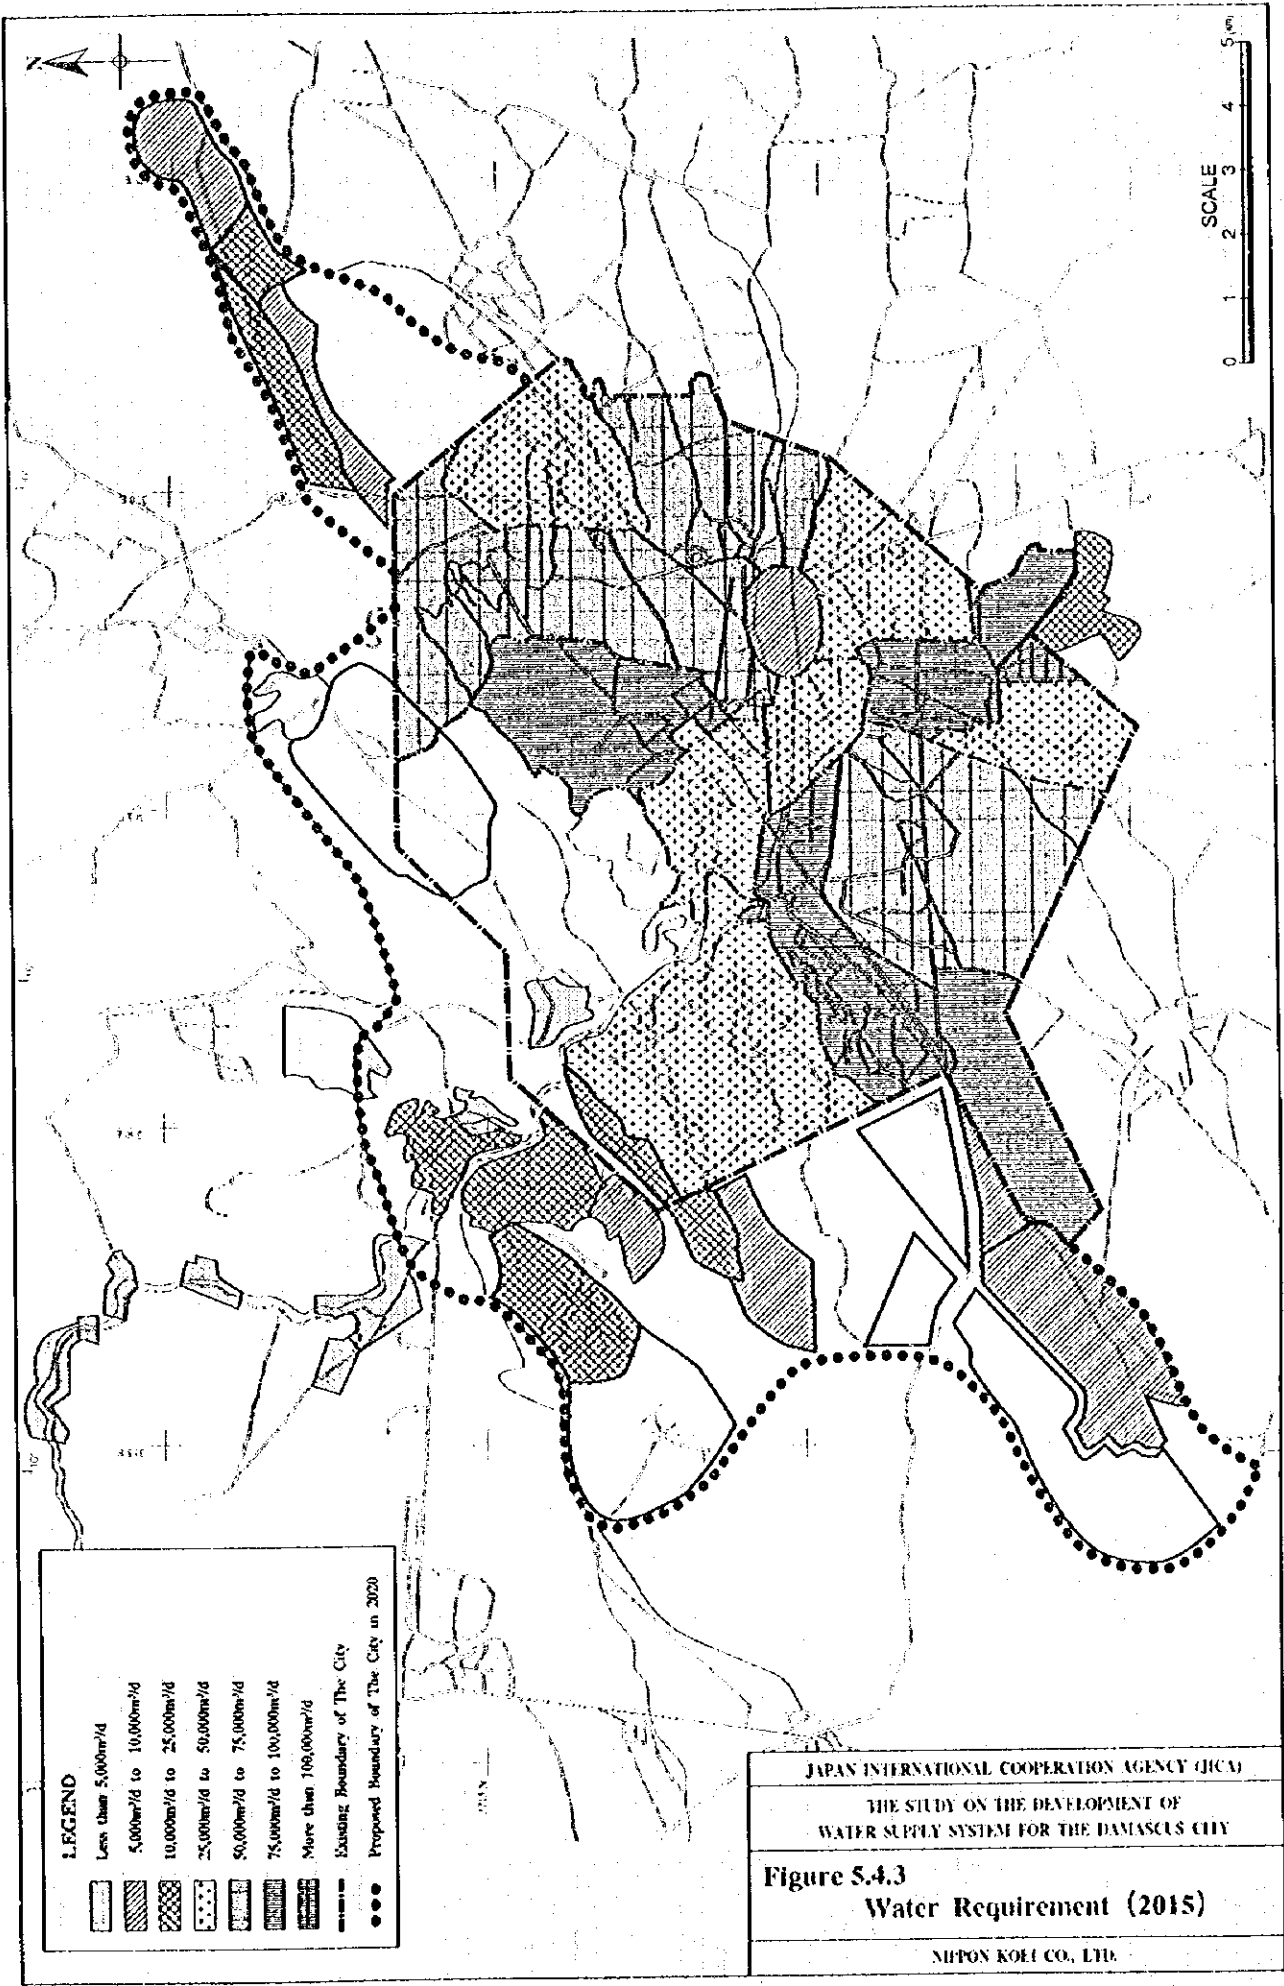 N
SCALE
0 1 2 3 4 5
LEGEND
Less than 5,000m³/d
5,000m³/d to 10,000m³/d
10,000m³/d to 25,000m³/d
25,000m³/d to 50,000m³/d
50,000m³/d to 75,000m³/d
75,000m³/d to 100,000m³/d
More than 100,000m³/d
Existing Boundary of The City
Proposed Boundary of The City in 2020
JAPAN INTERNATIONAL COOPERATION AGENCY (JICA)
THE STUDY ON THE DEVELOPMENT OF
WATER SUPPLY SYSTEM FOR THE DAMASCUS CITY
Figure 5.4.3
Water Requirement (2015)
NIPPON KOEI CO., LTD.